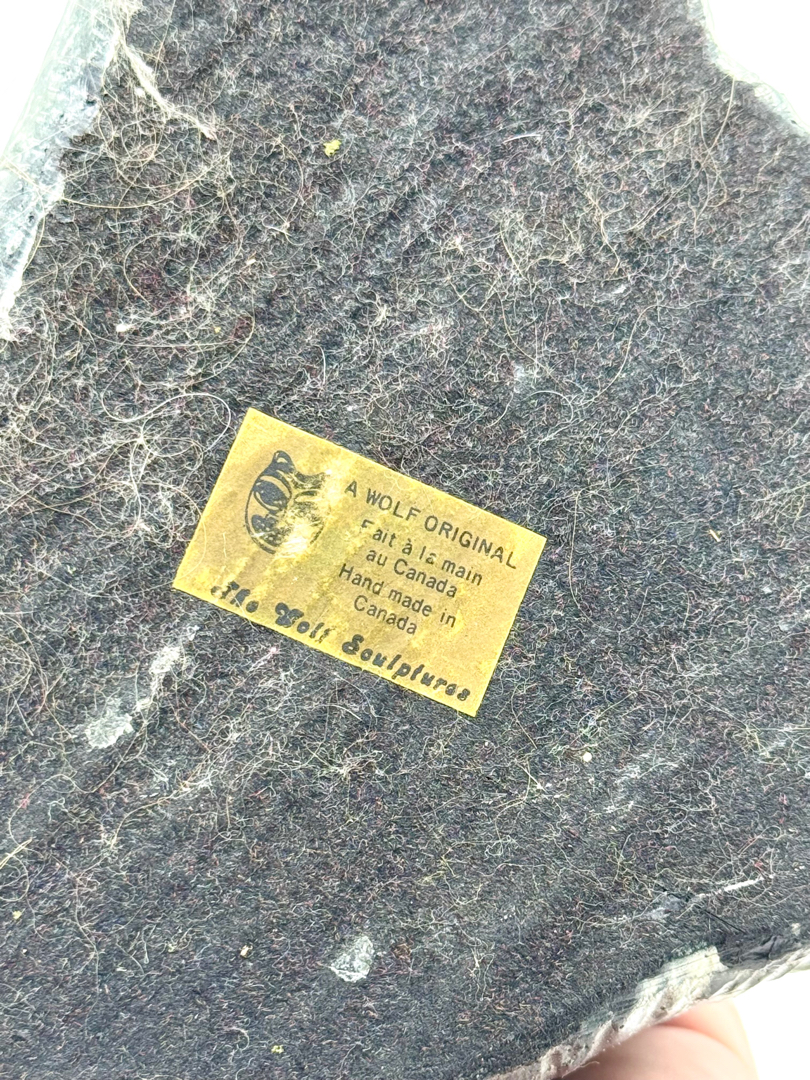 A WOLF ORIGINAL
Fait à la main
au Canada
Hand made in
Canada
The Wolf Sculptures